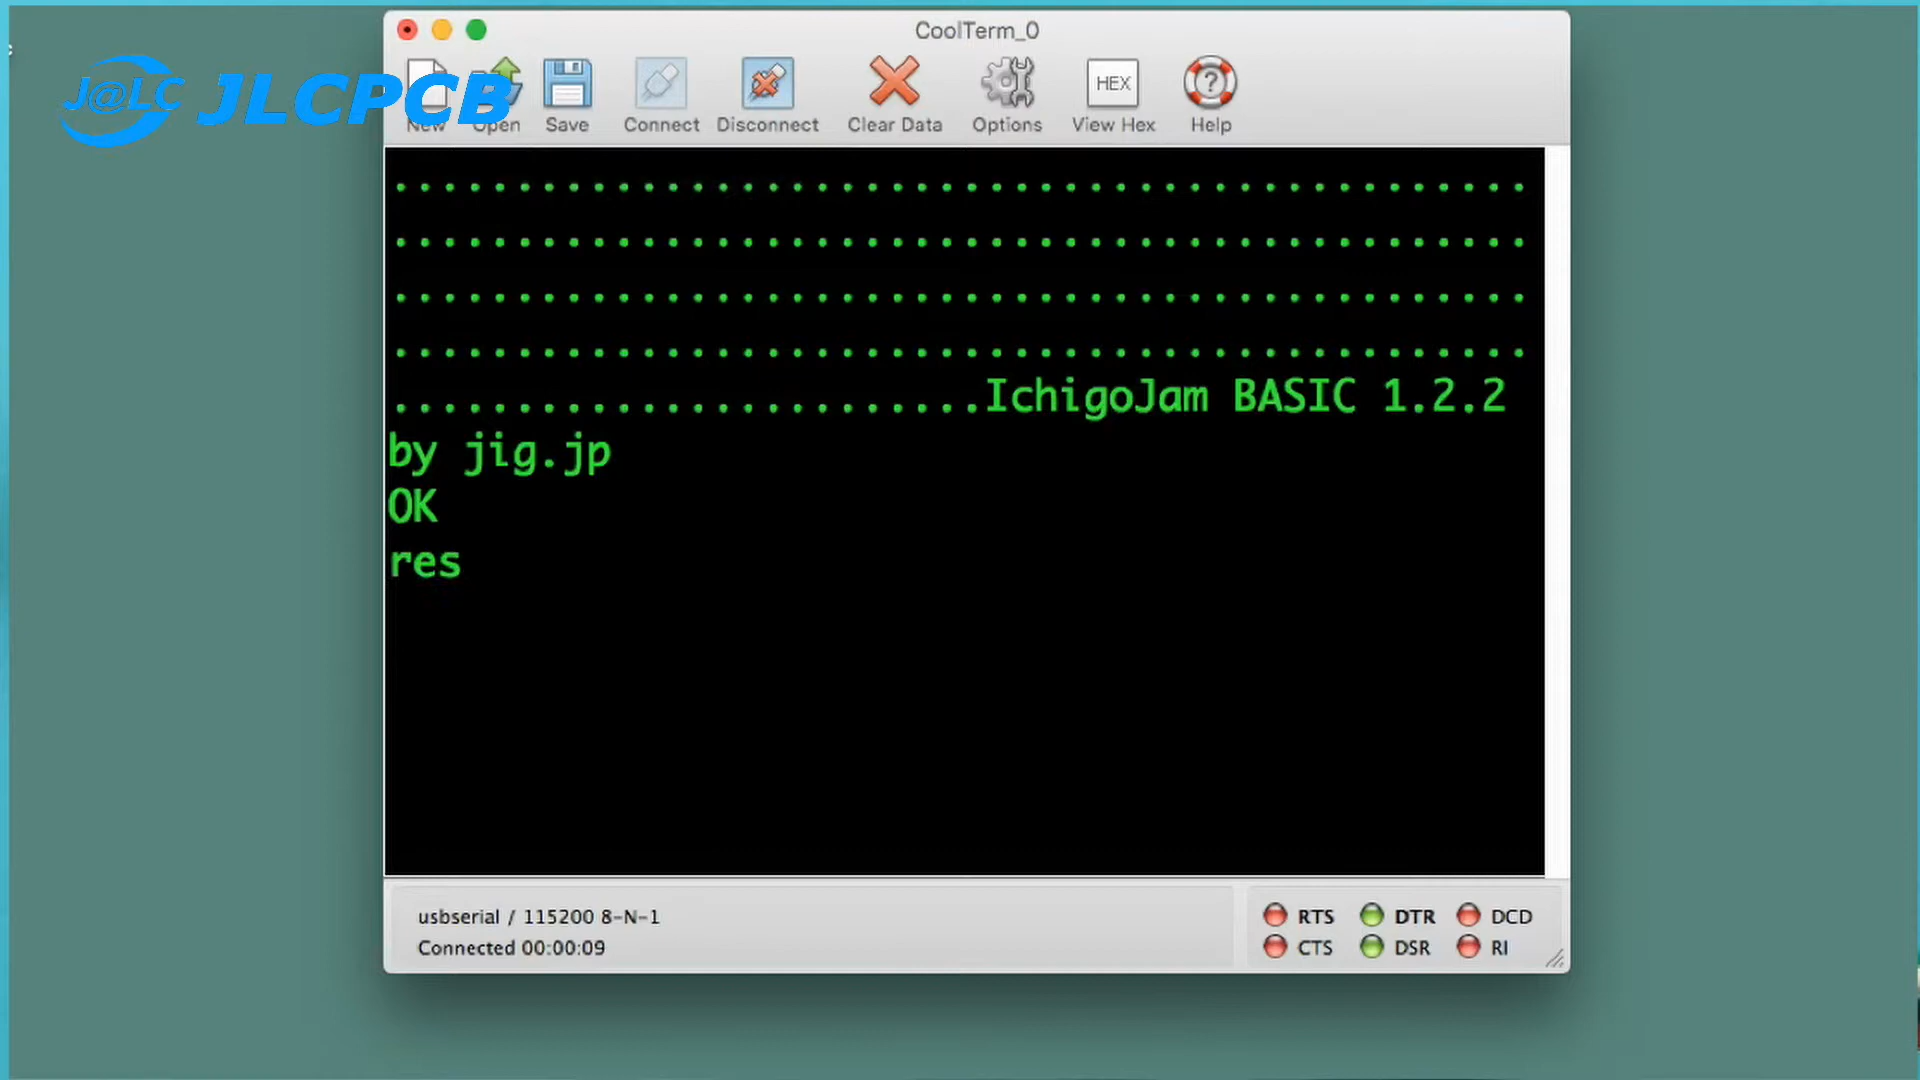 CoolTerm_0
J@LC JLCPCB
New Open Save Connect Disconnect Clear Data Options View Hex Help
HEX
..............................................
..............................................
..............................................
..............................................
........................IchigoJam BASIC 1.2.2
by jig.jp
OK
res
usbserial / 115200 8-N-1
Connected 00:00:09
RTS DTR DCD
CTS DSR RI